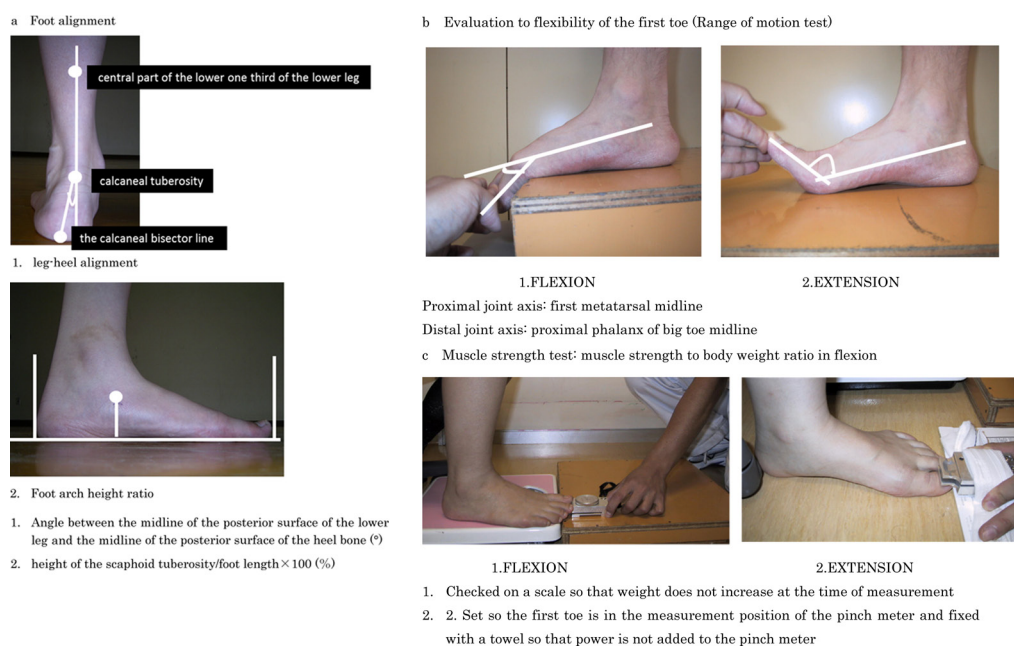 a Foot alignment
central part of the lower one third of the lower leg
calcaneal tuberosity
the calcaneal bisector line
1. leg-heel alignment
2. Foot arch height ratio
1. Angle between the midline of the posterior surface of the lower
leg and the midline of the posterior surface of the heel bone (°)
2. height of the scaphoid tuberosity/foot length×100 (%)
b Evaluation to flexibility of the first toe (Range of motion test)
1.FLEXION
2.EXTENSION
Proximal joint axis: first metatarsal midline
Distal joint axis: proximal phalanx of big toe midline
c Muscle strength test: muscle strength to body weight ratio in flexion
1.FLEXION
2.EXTENSION
1. Checked on a scale so that weight does not increase at the time of measurement
2. 2. Set so the first toe is in the measurement position of the pinch meter and fixed
with a towel so that power is not added to the pinch meter